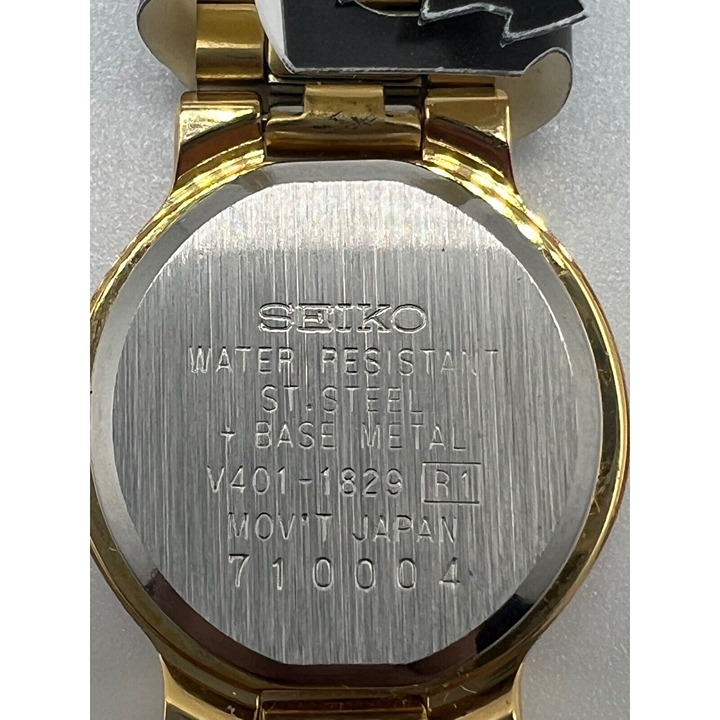 SEIKO
WATER RESISTANT
ST.STEEL
+ BASE METAL
V401-1829 R1
MOV'T JAPAN
710004